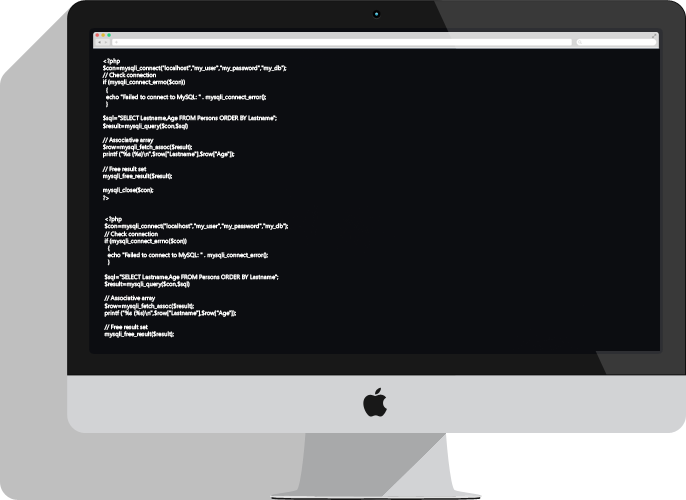 <?php
$con=mysqli_connect("localhost","my_user","my_password","my_db");
// Check connection
if (mysqli_connect_errno($con))
{
echo "Failed to connect to MySQL: " . mysqli_connect_error();
}
$sql="SELECT Lastname,Age FROM Persons ORDER BY Lastname";
$result=mysqli_query($con,$sql)
// Associative array
$row=mysqli_fetch_assoc($result);
printf ("%s (%s)\n",$row["Lastname"],$row["Age"]);
// Free result set
mysqli_free_result($result);
mysqli_close($con);
?>
<?php
$con=mysqli_connect("localhost","my_user","my_password","my_db");
// Check connection
if (mysqli_connect_errno($con))
{
echo "Failed to connect to MySQL: " . mysqli_connect_error();
}
$sql="SELECT Lastname,Age FROM Persons ORDER BY Lastname";
$result=mysqli_query($con,$sql)
// Associative array
$row=mysqli_fetch_assoc($result);
printf ("%s (%s)\n",$row["Lastname"],$row["Age"]);
// Free result set
mysqli_free_result($result);